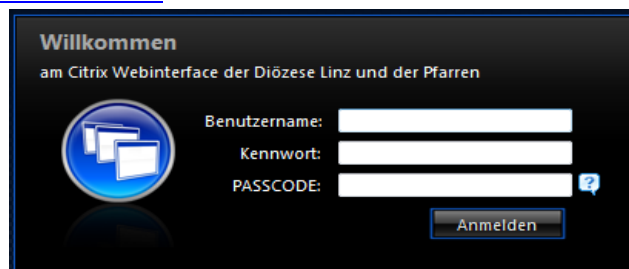 Willkommen
am Citrix Webinterface der Diözese Linz und der Pfarren
Benutzername:
Kennwort:
PASSCODE:
?
Anmelden